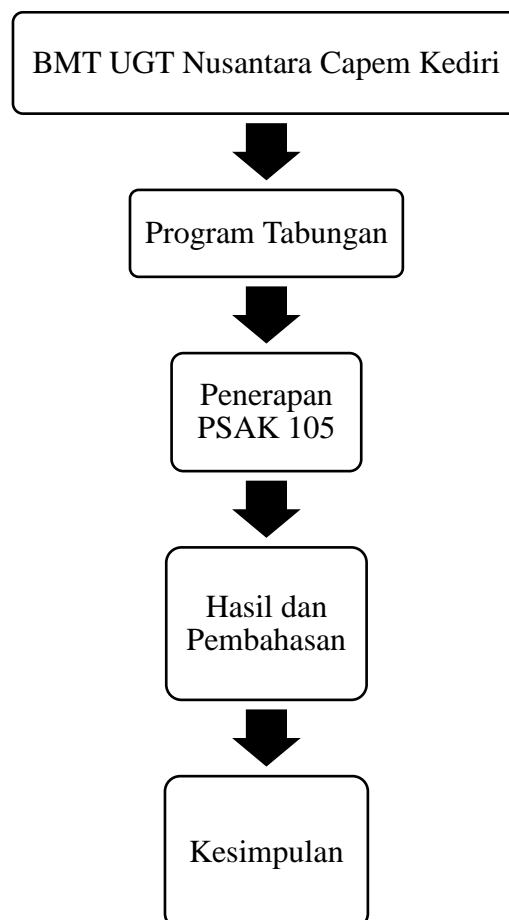 BMT UGT Nusantara Capem Kediri
Program Tabungan
Penerapan
PSAK 105
Hasil dan
Pembahasan
Kesimpulan